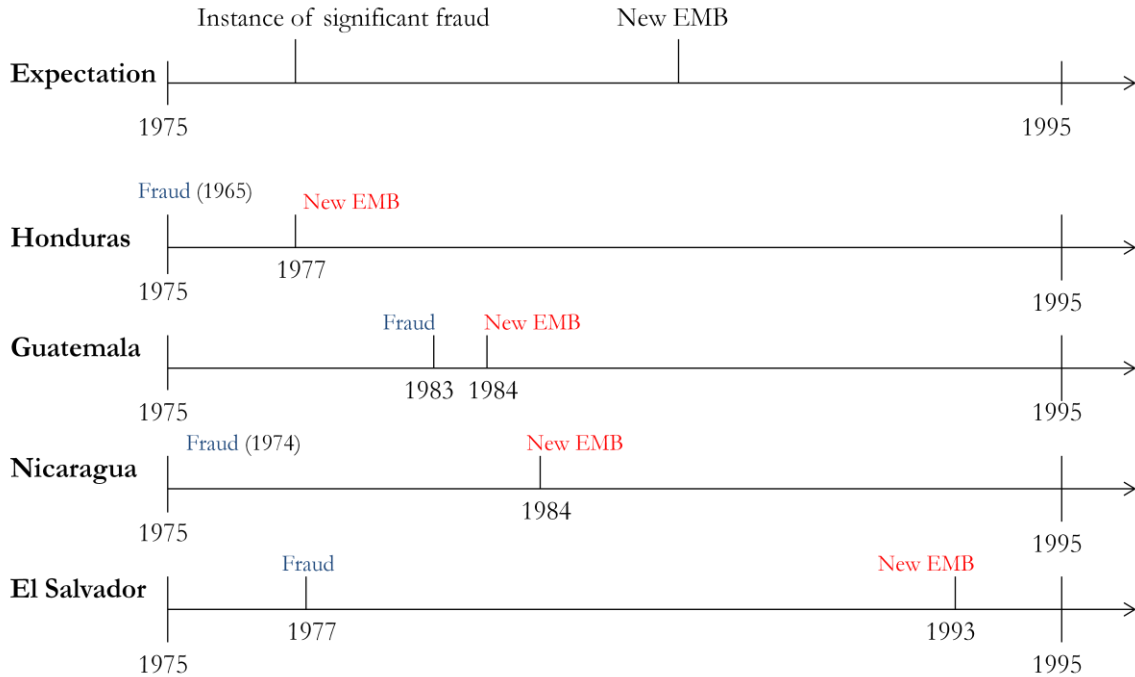 Instance of significant fraud New EMB
Expectation
1975 1995
Fraud (1965) New EMB
Honduras
1977
1975 1995
Fraud New EMB
Guatemala
1983 1984
1975 1995
Fraud (1974) New EMB
Nicaragua
1984
1975 1995
Fraud New EMB
El Salvador
1977 1993
1975 1995